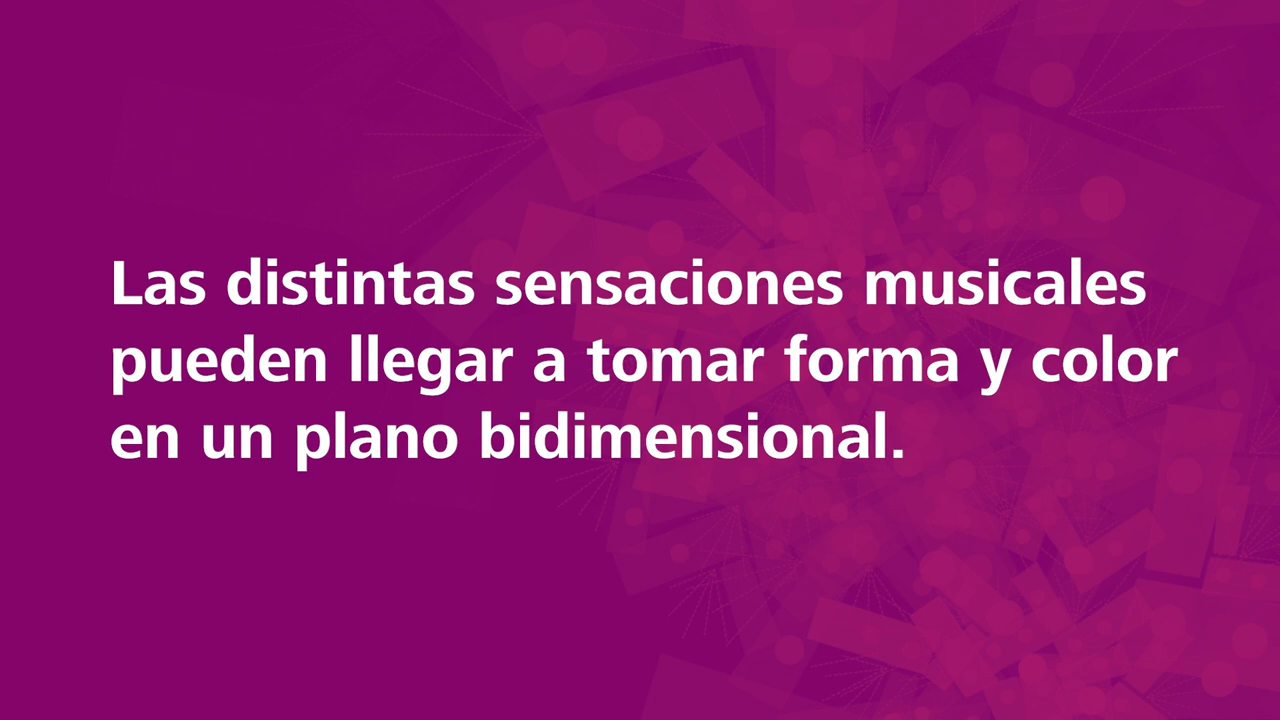 Las distintas sensaciones musicales
pueden llegar a tomar forma y color
en un plano bidimensional.